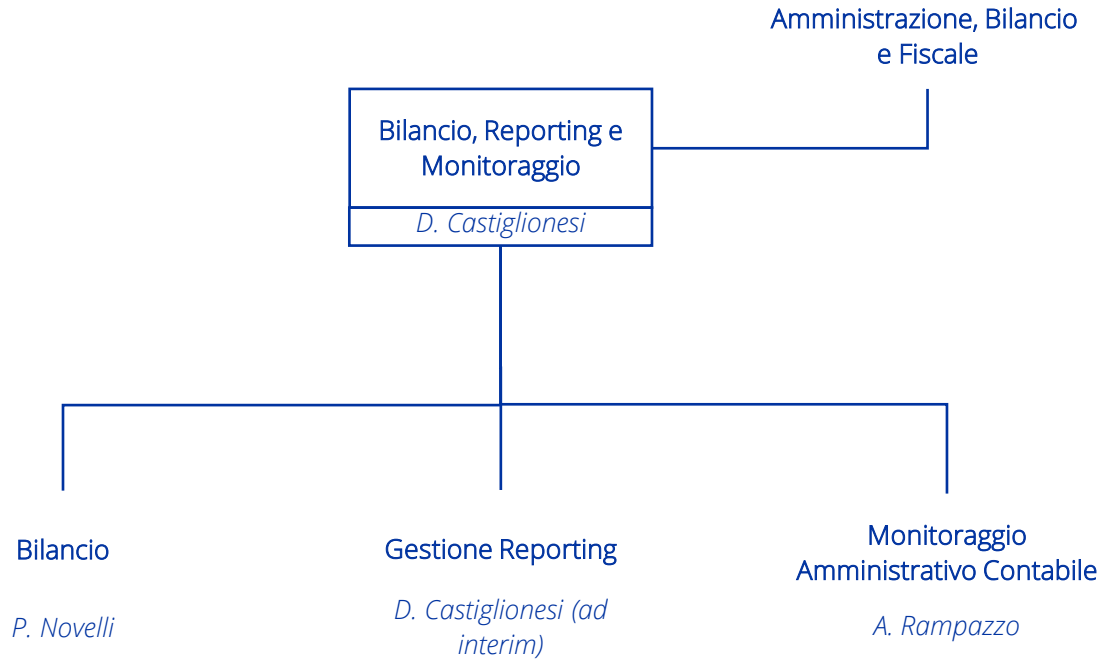 Amministrazione, Bilancio
e Fiscale
Bilancio, Reporting e
Monitoraggio
D. Castiglionesi
Bilancio
P. Novelli
Gestione Reporting
D. Castiglionesi (ad
interim)
Monitoraggio
Amministrativo Contabile
A. Rampazzo